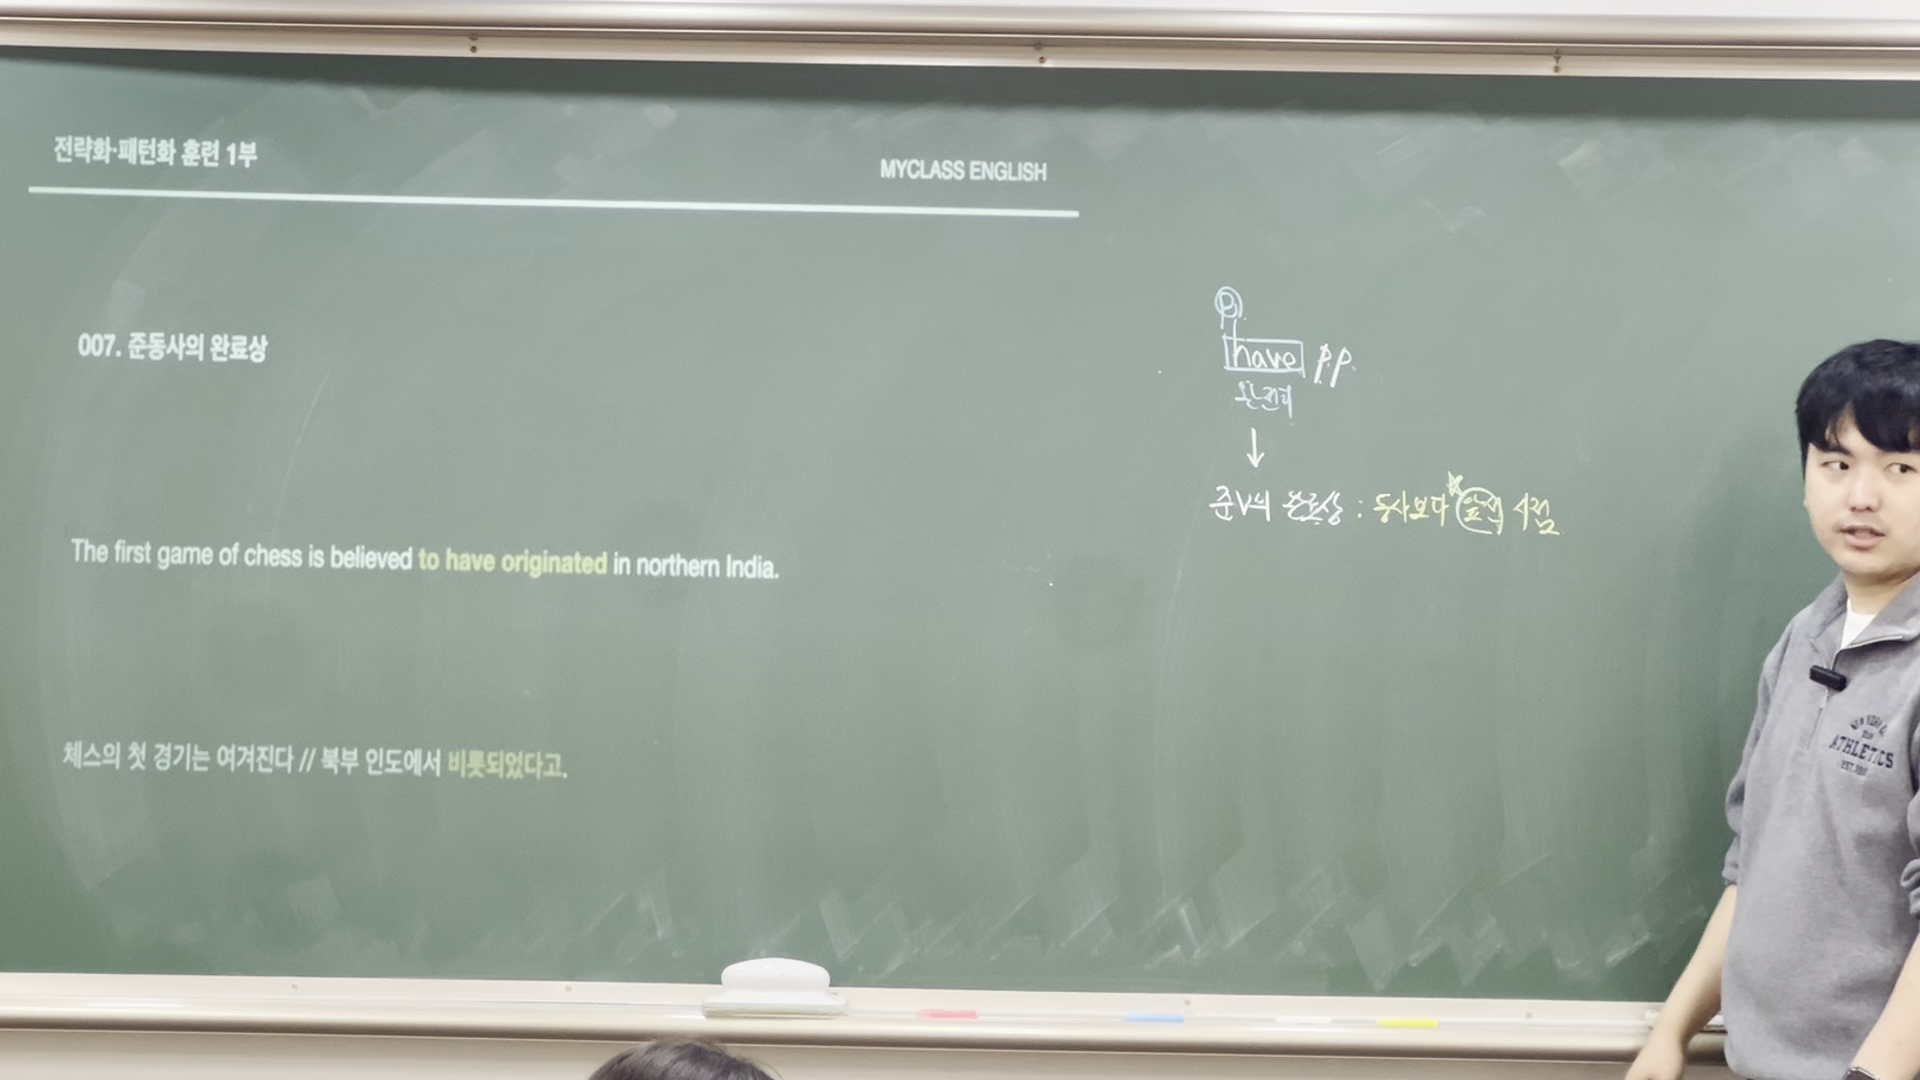 전략화·패턴화 훈련 1부
MYCLASS ENGLISH
007. 준동사의 완료상
The first game of chess is believed to have originated in northern India.
체스의 첫 경기는 여겨진다 // 북부 인도에서 비롯되었다고.
have p.p.
↓
준V의 완료상 : 동사보다 시점
ATHLETICS